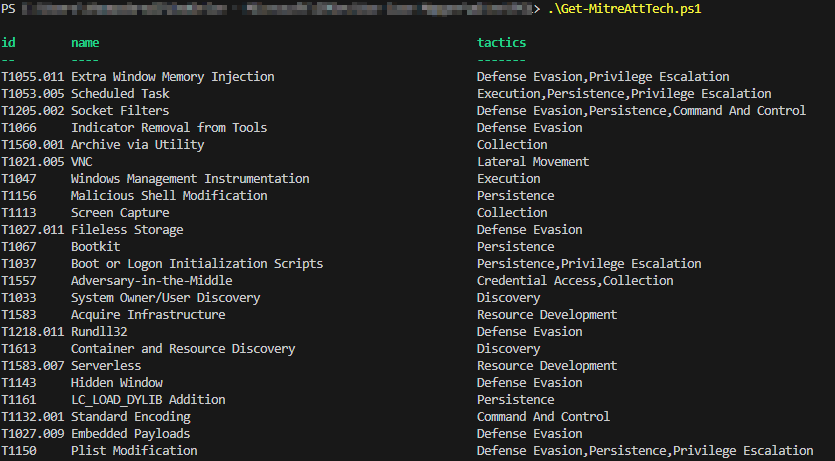 PS > .\Get-MitreAttTech.ps1
id name tactics
-- ---- -------
T1055.011 Extra Window Memory Injection Defense Evasion,Privilege Escalation
T1053.005 Scheduled Task Execution,Persistence,Privilege Escalation
T1205.002 Socket Filters Defense Evasion,Persistence,Command And Control
T1066 Indicator Removal from Tools Defense Evasion
T1560.001 Archive via Utility Collection
T1021.005 VNC Lateral Movement
T1047 Windows Management Instrumentation Execution
T1156 Malicious Shell Modification Persistence
T1113 Screen Capture Collection
T1027.011 Fileless Storage Defense Evasion
T1067 Bootkit Persistence
T1037 Boot or Logon Initialization Scripts Persistence,Privilege Escalation
T1557 Adversary-in-the-Middle Credential Access,Collection
T1033 System Owner/User Discovery Discovery
T1583 Acquire Infrastructure Resource Development
T1218.011 Rundll32 Defense Evasion
T1613 Container and Resource Discovery Discovery
T1583.007 Serverless Resource Development
T1143 Hidden Window Defense Evasion
T1161 LC_LOAD_DYLIB Addition Persistence
T1132.001 Standard Encoding Command And Control
T1027.009 Embedded Payloads Defense Evasion
T1150 Plist Modification Defense Evasion,Persistence,Privilege Escalation